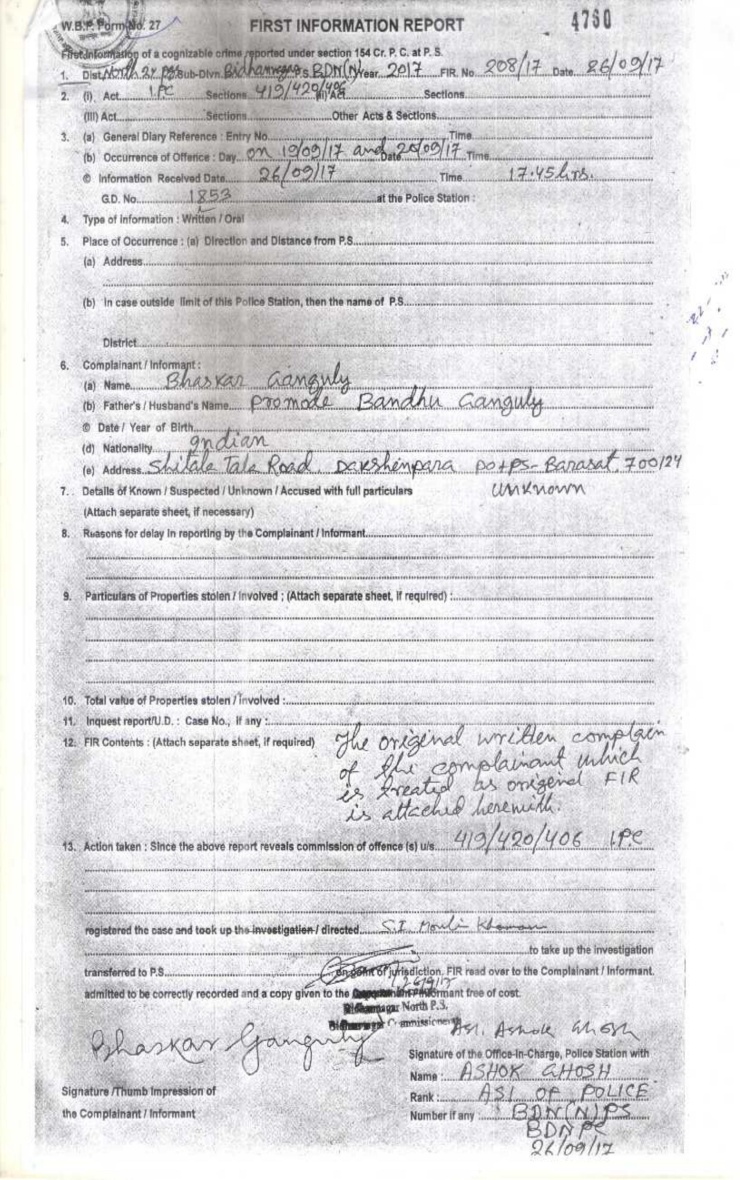 W.B.P. Form No. 27
FIRST INFORMATION REPORT
4760
First Information of a cognizable crime reported under section 154 Cr. P. C. at P. S.
1. Dist. North 24 PGS Sub-Divn. Bidhannagar P.S. BDN(N) Year 2017 FIR. No. 208/17 Date 26/09/17
2. (i) Act IPC Sections 419/420/406 (ii) Act Sections
(III) Act Sections Other Acts & Sections
3. (a) General Diary Reference : Entry No Time
(b) Occurrence of Offence : Day on 19/09/17 and Date 20/09/17 Time
© Information Received Date 26/09/17 Time 17.45 hrs.
G.D. No. 1853 at the Police Station :
4. Type of information : Written / Oral
5. Place of Occurrence : (a) Direction and Distance from P.S.
(a) Address
(b) In case outside limit of this Police Station, then the name of P.S.
District
6. Complainant / Informant :
(a) Name Bhaskar Ganguly
(b) Father's / Husband's Name Promode Bandhu Ganguly
© Date / Year of Birth
(d) Nationality Indian
(e) Address Shitala Tala Road, Dakshinpara PO+PS- Barasat, 700124
7. Details of Known / Suspected / Unknown / Accused with full particulars unknown
(Attach separate sheet, if necessary)
8. Reasons for delay in reporting by the Complainant / Informant
9. Particulars of Properties stolen / Involved ; (Attach separate sheet, if required) :
10. Total value of Properties stolen / Involved :
11. Inquest report/U.D. : Case No., if any :
12. FIR Contents : (Attach separate sheet, if required) The original written complain
of the complainant which
is treated as original FIR
is attached herewith.
13. Action taken : Since the above report reveals commission of offence (s) u/s 419/420/406 I.P.C
registered the case and took up the investigation / directed S.I. Mouli
to take up the investigation
transferred to P.S. on point of jurisdiction. FIR read over to the Complainant / Informant.
26/9/17
admitted to be correctly recorded and a copy given to the Informant free of cost.
Bidhannagar North P.S.
Bidhannagar Commissionerate
Bhaskar Ganguly
ASI. Ashok Ghosh
Signature of the Office-In-Charge, Police Station with
Name : ASHOK GHOSH
Signature /Thumb Impression of
Rank : ASI OF POLICE
the Complainant / Informant
Number if any : BDN(N)PS
BDN PC
26/09/17